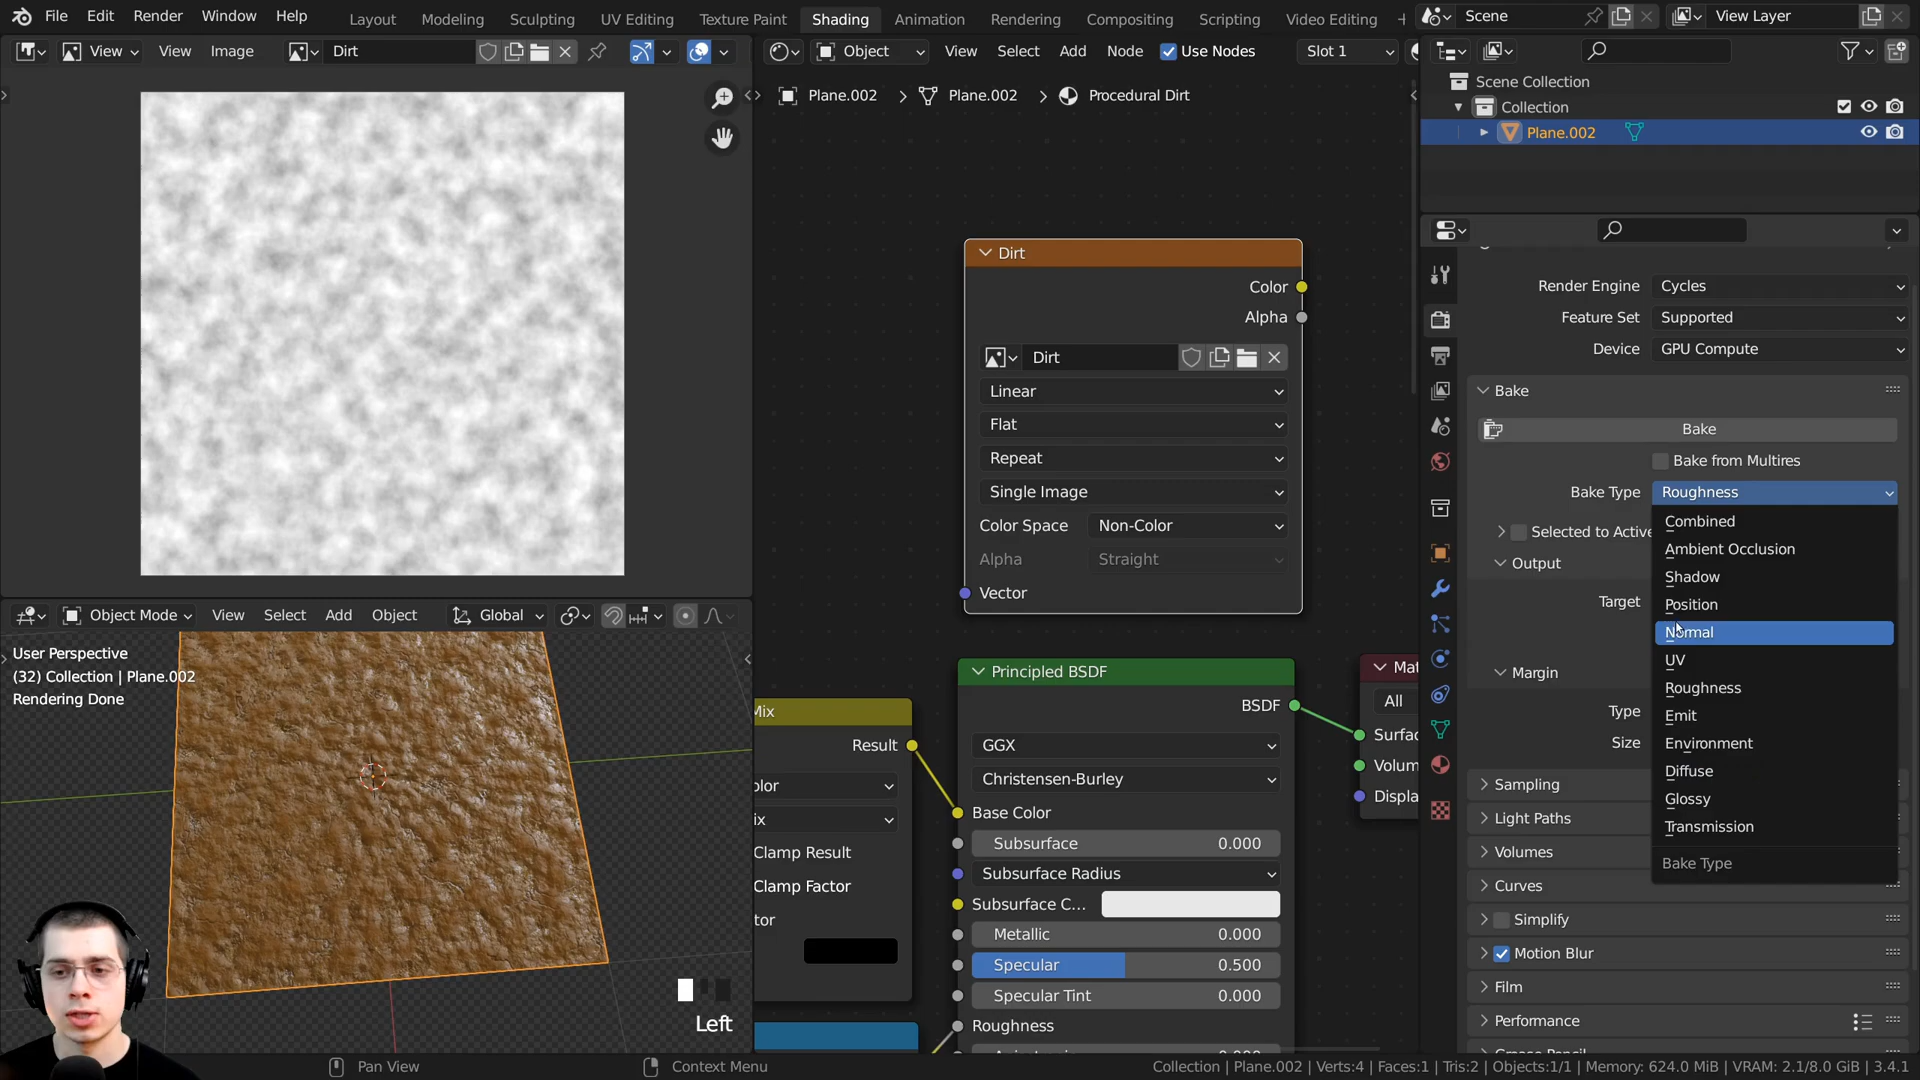 File Edit Render Window Help Layout Modeling Sculpting UV Editing Texture Paint Shading Animation Rendering Compositing Scripting Video Editing + Scene View Layer
View View Image Dirt
Object View Select Add Node Use Nodes Slot 1
Plane.002 > Plane.002 > Procedural Dirt
Scene Collection
Collection
Plane.002
Dirt
Color
Alpha
Dirt
Linear
Flat
Repeat
Single Image
Color Space Non-Color
Alpha Straight
Vector
Principled BSDF
BSDF
GGX
Christensen-Burley
Base Color
Subsurface 0.000
Subsurface Radius
Subsurface C...
Metallic 0.000
Specular 0.500
Specular Tint 0.000
Roughness
Mix
Result
olor
ix
Clamp Result
Clamp Factor
tor
Mat
All
Surfac
Volum
Displa
Render Engine Cycles
Feature Set Supported
Device GPU Compute
Bake
Bake
Bake from Multires
Bake Type Roughness
Combined
Ambient Occlusion
Shadow
Position
Normal
UV
Roughness
Emit
Environment
Diffuse
Glossy
Transmission
Bake Type
Selected to Active
Output
Target
Margin
Type
Size
Sampling
Light Paths
Volumes
Curves
Simplify
Motion Blur
Film
Performance
Object Mode View Select Add Object Global
User Perspective
(32) Collection | Plane.002
Rendering Done
Left
Pan View Context Menu Collection | Plane.002 | Verts:4 | Faces:1 | Tris:2 | Objects:1/1 | Memory: 624.0 MiB | VRAM: 2.1/8.0 GiB | 3.4.1